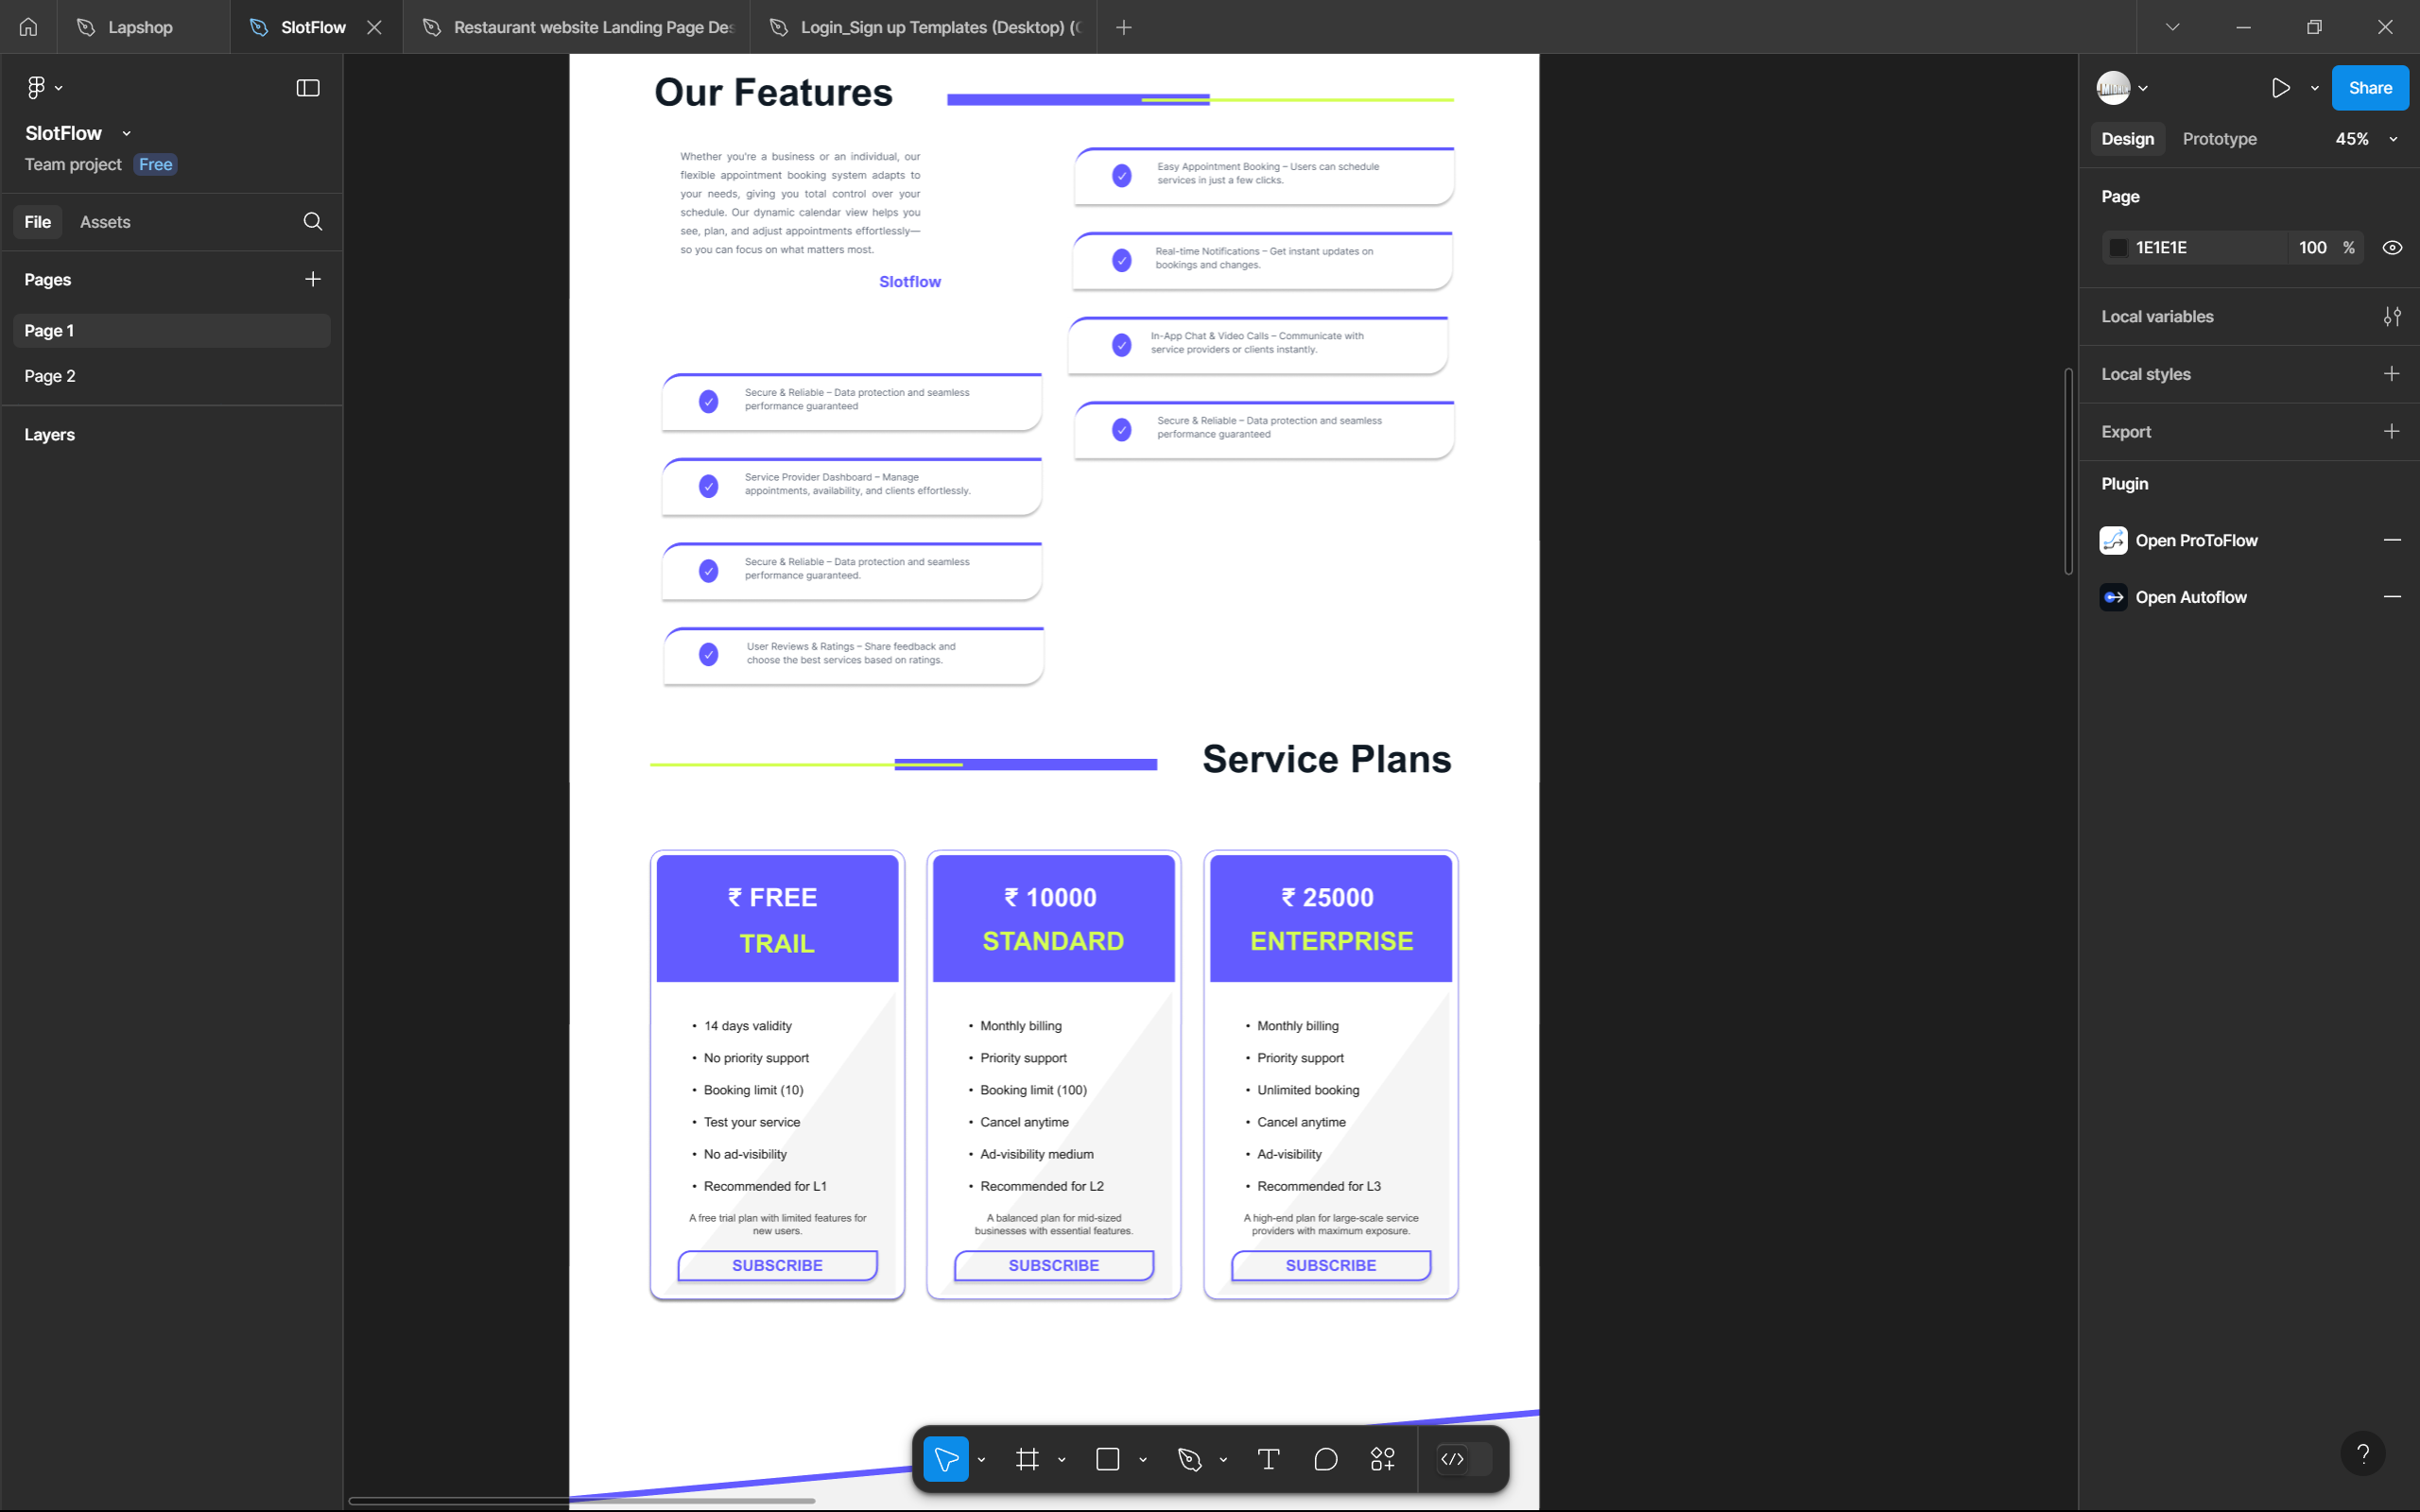 Lapshop
SlotFlow
Restaurant website Landing Page Des
Login_Sign up Templates (Desktop) (C
SlotFlow
Team project Free
File Assets
Pages
Page 1
Page 2
Layers
Our Features
Whether you're a business or an individual, our
flexible appointment booking system adapts to
your needs, giving you total control over your
schedule. Our dynamic calendar view helps you
see, plan, and adjust appointments effortlessly—
so you can focus on what matters most.
Slotflow
Secure & Reliable – Data protection and seamless
performance guaranteed
Service Provider Dashboard – Manage
appointments, availability, and clients effortlessly.
Secure & Reliable – Data protection and seamless
performance guaranteed.
User Reviews & Ratings – Share feedback and
choose the best services based on ratings.
Easy Appointment Booking – Users can schedule
services in just a few clicks.
Real-time Notifications – Get instant updates on
bookings and changes.
In-App Chat & Video Calls – Communicate with
service providers or clients instantly.
Secure & Reliable – Data protection and seamless
performance guaranteed
Service Plans
₹ FREE
TRAIL
• 14 days validity
• No priority support
• Booking limit (10)
• Test your service
• No ad-visibility
• Recommended for L1
A free trial plan with limited features for
new users.
SUBSCRIBE
₹ 10000
STANDARD
• Monthly billing
• Priority support
• Booking limit (100)
• Cancel anytime
• Ad-visibility medium
• Recommended for L2
A balanced plan for mid-sized
businesses with essential features.
SUBSCRIBE
₹ 25000
ENTERPRISE
• Monthly billing
• Priority support
• Unlimited booking
• Cancel anytime
• Ad-visibility
• Recommended for L3
A high-end plan for large-scale service
providers with maximum exposure.
SUBSCRIBE
Share
Design Prototype 45%
Page
1E1E1E 100 %
Local variables
Local styles
Export
Plugin
Open ProToFlow
Open Autoflow
?